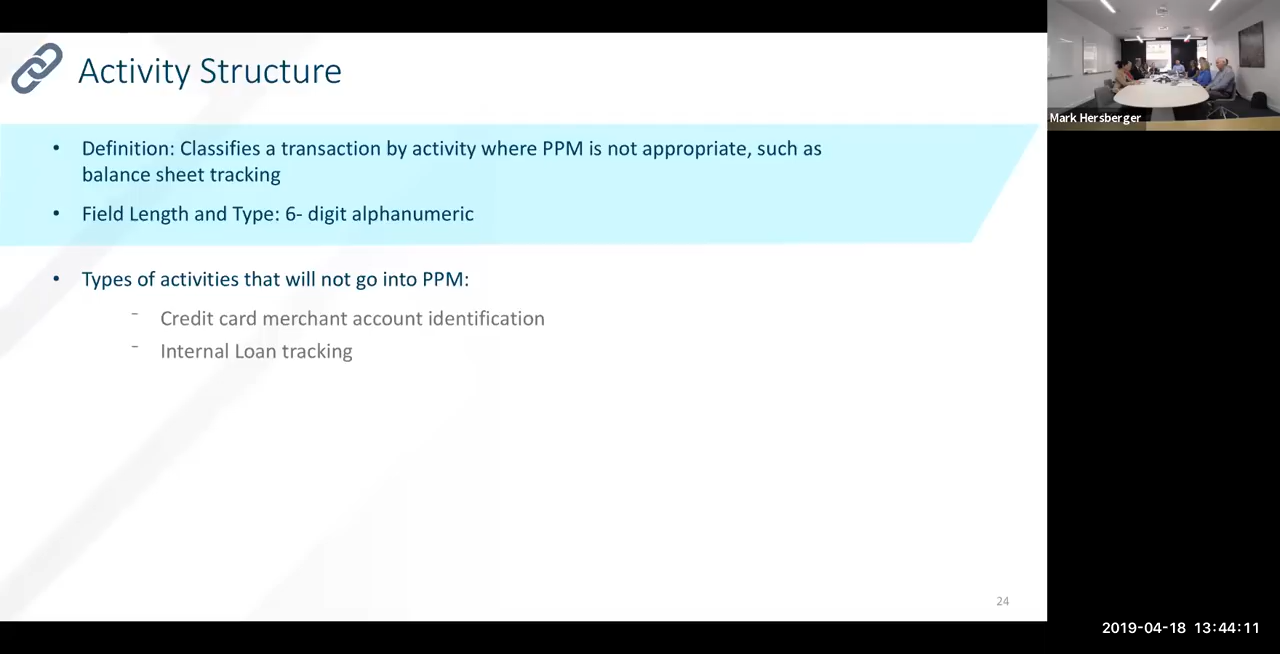 Activity Structure
• Definition: Classifies a transaction by activity where PPM is not appropriate, such as
balance sheet tracking
• Field Length and Type: 6- digit alphanumeric
• Types of activities that will not go into PPM:
- Credit card merchant account identification
- Internal Loan tracking
24
Mark Hersberger
2019-04-18 13:44:11